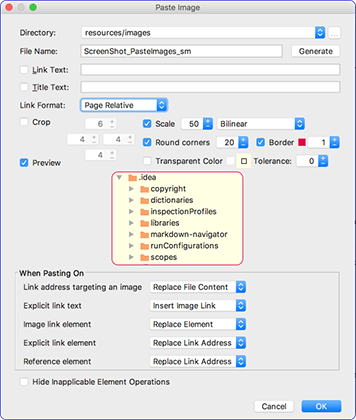 Paste Image
Directory: resources/images ...
File Name: ScreenShot_PasteImages_sm Generate
Link Text:
Title Text:
Link Format: Page Relative
Crop 6 Scale 50 Bilinear
4 4 Round corners 20 Border 1
4
Preview Transparent Color Tolerance: 0
.idea
copyright
dictionaries
inspectionProfiles
libraries
markdown-navigator
runConfigurations
scopes
When Pasting On
Link address targeting an image Replace File Content
Explicit link text Insert Image Link
Image link element Replace Element
Explicit link element Replace Link Address
Reference element Replace Link Address
Hide Inapplicable Element Operations
Cancel OK